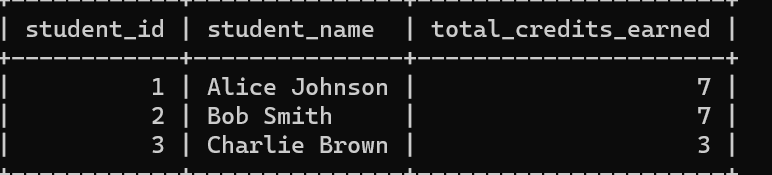 | student_id | student_name | total_credits_earned |
+------------+---------------+----------------------+
| 1 | Alice Johnson | 7 |
| 2 | Bob Smith | 7 |
| 3 | Charlie Brown | 3 |